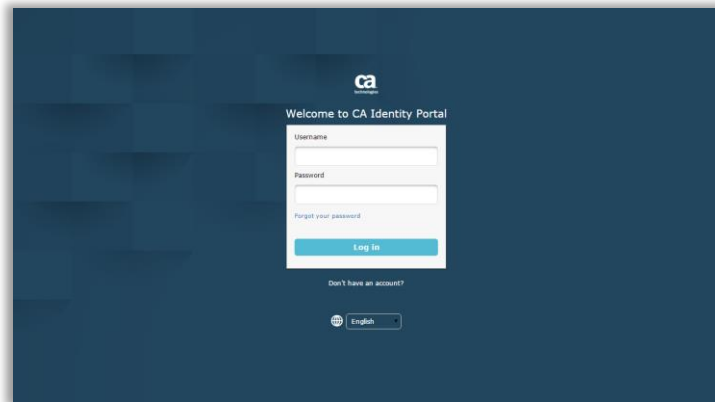 ca
technologies
Welcome to CA Identity Portal
Username
Password
Forgot your password
Log in
Don't have an account?
English